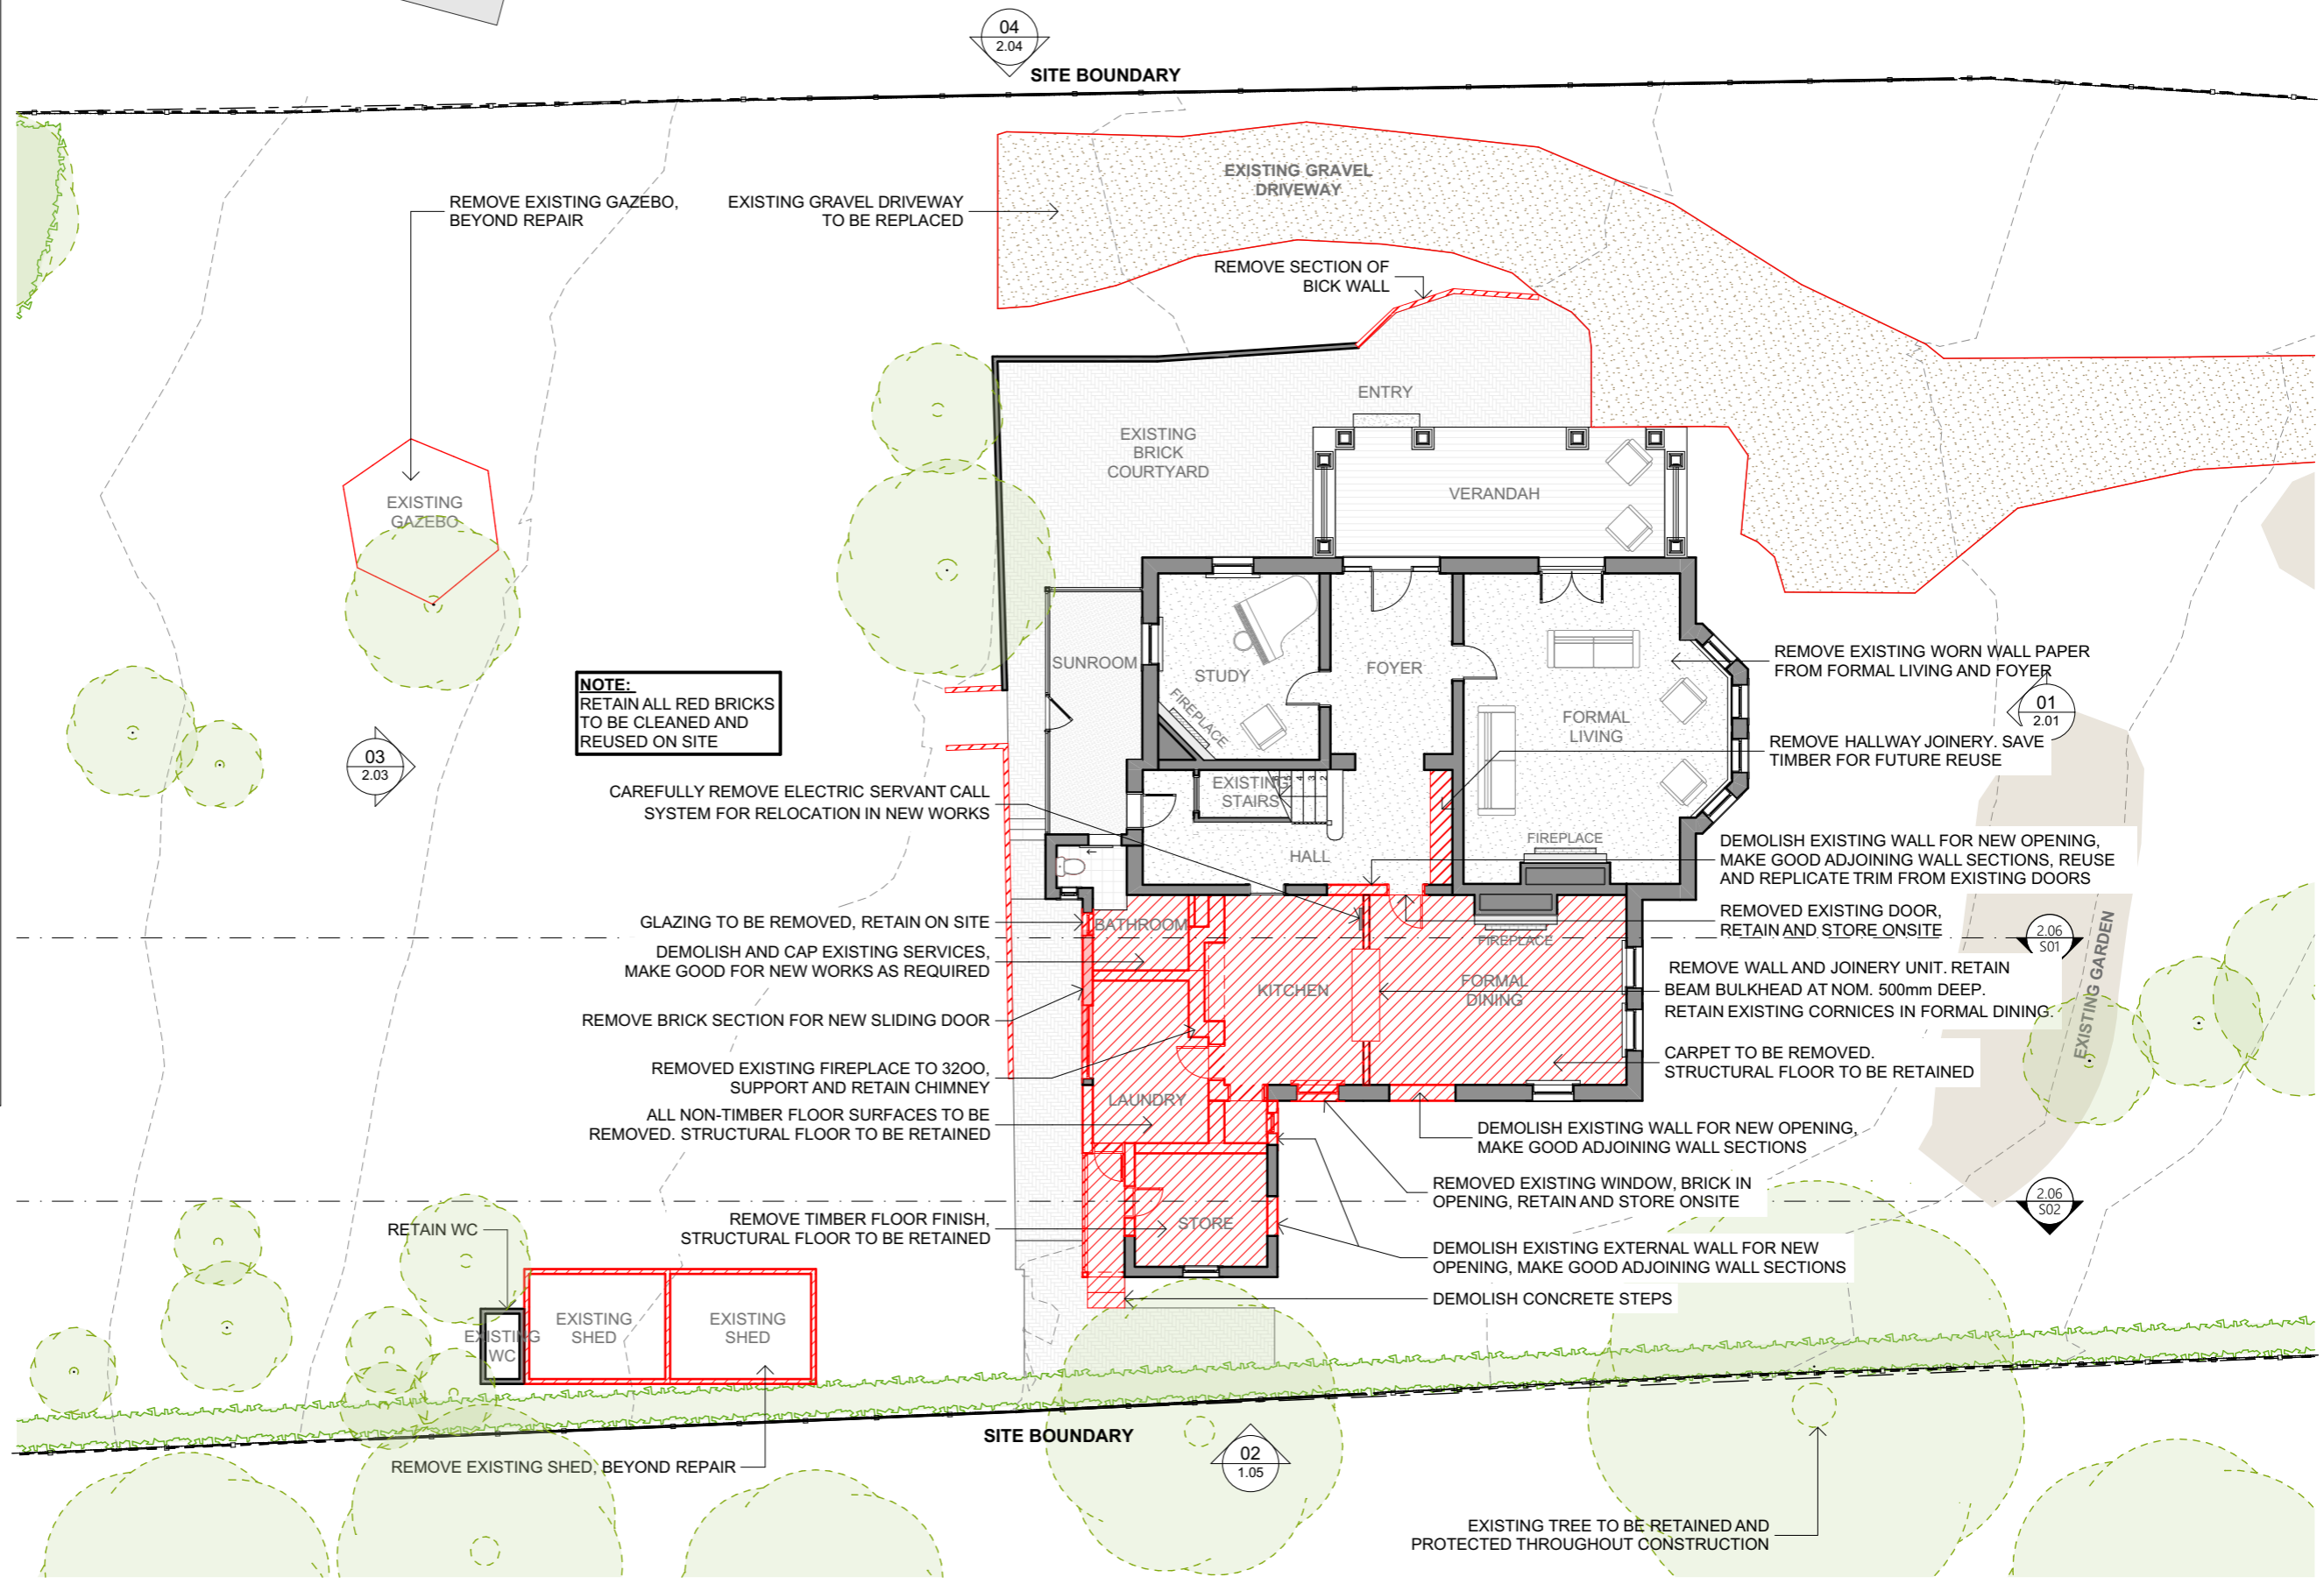 04
2.04
SITE BOUNDARY
EXISTING GRAVEL
DRIVEWAY
REMOVE EXISTING GAZEBO,
BEYOND REPAIR
EXISTING GRAVEL DRIVEWAY
TO BE REPLACED
REMOVE SECTION OF
BICK WALL
ENTRY
EXISTING
BRICK
COURTYARD
VERANDAH
EXISTING
GAZEBO
NOTE:
RETAIN ALL RED BRICKS
TO BE CLEANED AND
REUSED ON SITE
SUNROOM
STUDY
FIREPLACE
FOYER
FORMAL
LIVING
FIREPLACE
REMOVE EXISTING WORN WALL PAPER
FROM FORMAL LIVING AND FOYER
01
2.01
REMOVE HALLWAY JOINERY. SAVE
TIMBER FOR FUTURE REUSE
03
2.03
CAREFULLY REMOVE ELECTRIC SERVANT CALL
SYSTEM FOR RELOCATION IN NEW WORKS
EXISTING
STAIRS
5 4 3 2
HALL
DEMOLISH EXISTING WALL FOR NEW OPENING,
MAKE GOOD ADJOINING WALL SECTIONS, REUSE
AND REPLICATE TRIM FROM EXISTING DOORS
GLAZING TO BE REMOVED, RETAIN ON SITE
BATHROOM
REMOVED EXISTING DOOR,
RETAIN AND STORE ONSITE
2.06
S01
FIREPLACE
DEMOLISH AND CAP EXISTING SERVICES,
MAKE GOOD FOR NEW WORKS AS REQUIRED
KITCHEN
FORMAL
DINING
REMOVE WALL AND JOINERY UNIT. RETAIN
BEAM BULKHEAD AT NOM. 500mm DEEP.
RETAIN EXISTING CORNICES IN FORMAL DINING.
EXISTING GARDEN
REMOVE BRICK SECTION FOR NEW SLIDING DOOR
REMOVED EXISTING FIREPLACE TO 32OO,
SUPPORT AND RETAIN CHIMNEY
CARPET TO BE REMOVED.
STRUCTURAL FLOOR TO BE RETAINED
LAUNDRY
ALL NON-TIMBER FLOOR SURFACES TO BE
REMOVED. STRUCTURAL FLOOR TO BE RETAINED
DEMOLISH EXISTING WALL FOR NEW OPENING,
MAKE GOOD ADJOINING WALL SECTIONS
REMOVED EXISTING WINDOW, BRICK IN
OPENING, RETAIN AND STORE ONSITE
2.06
S02
RETAIN WC
REMOVE TIMBER FLOOR FINISH,
STRUCTURAL FLOOR TO BE RETAINED
STORE
DEMOLISH EXISTING EXTERNAL WALL FOR NEW
OPENING, MAKE GOOD ADJOINING WALL SECTIONS
DEMOLISH CONCRETE STEPS
EXISTING
WC
EXISTING
SHED
EXISTING
SHED
SITE BOUNDARY
02
1.05
REMOVE EXISTING SHED, BEYOND REPAIR
EXISTING TREE TO BE RETAINED AND
PROTECTED THROUGHOUT CONSTRUCTION